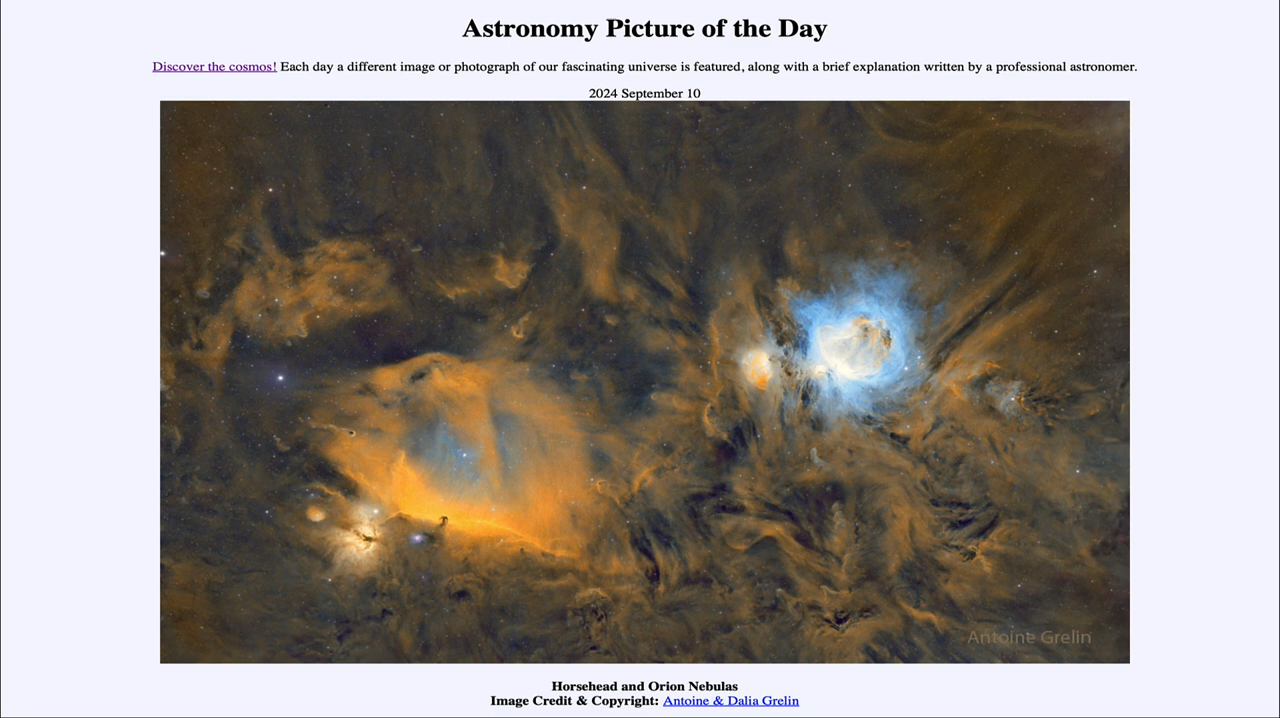 Astronomy Picture of the Day
Discover the cosmos! Each day a different image or photograph of our fascinating universe is featured, along with a brief explanation written by a professional astronomer.
2024 September 10
Antoine Grelin
Horsehead and Orion Nebulas
Image Credit & Copyright: Antoine & Dalia Grelin